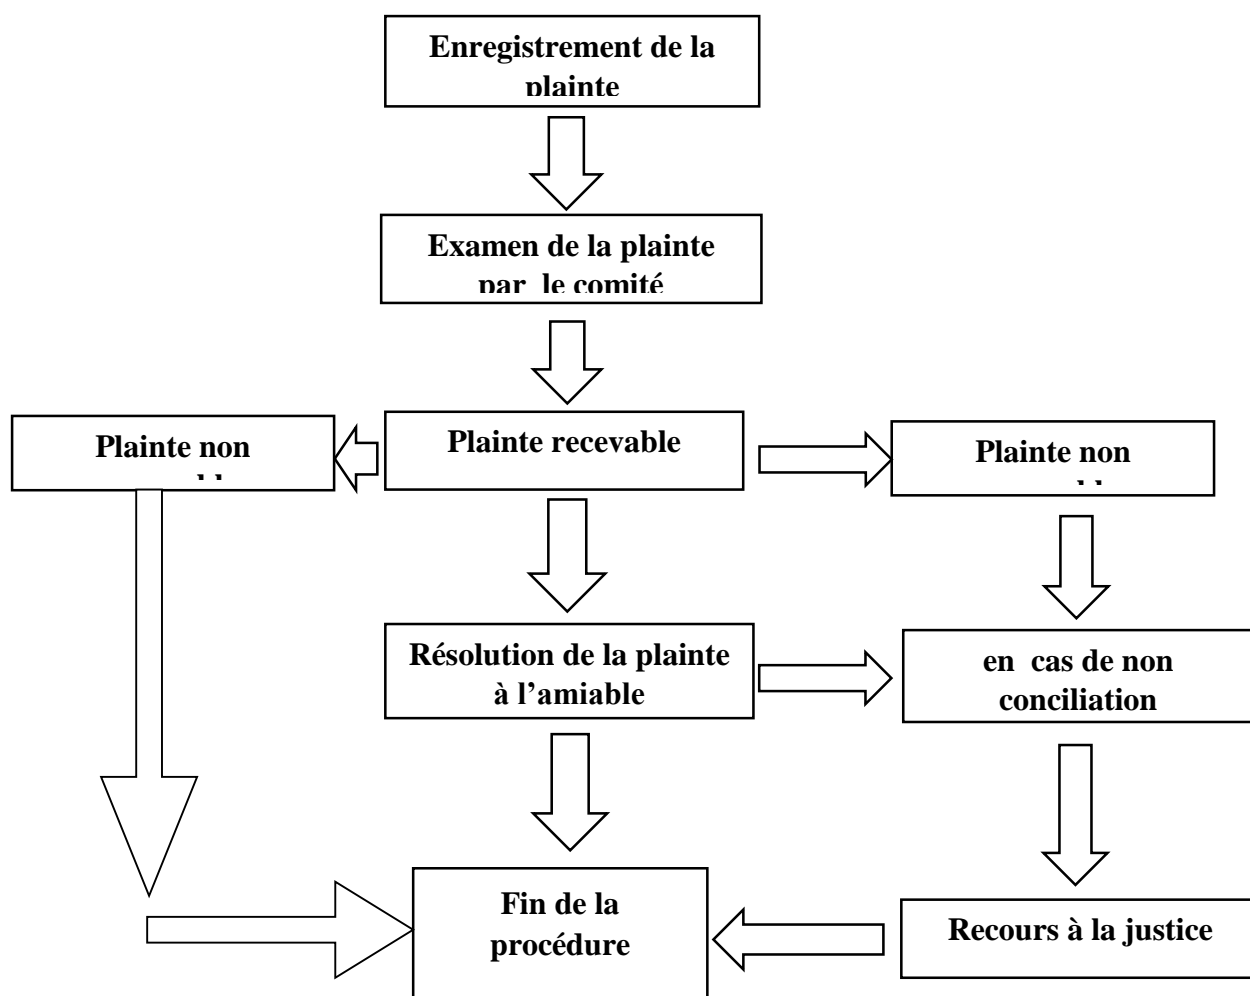 Enregistrement de la
plainte
Examen de la plainte
par  le comité
Plainte non
Plainte recevable
Plainte non
Résolution de la plainte
à l’amiable
en  cas de non
conciliation
Fin de la
procédure
Recours à la justice